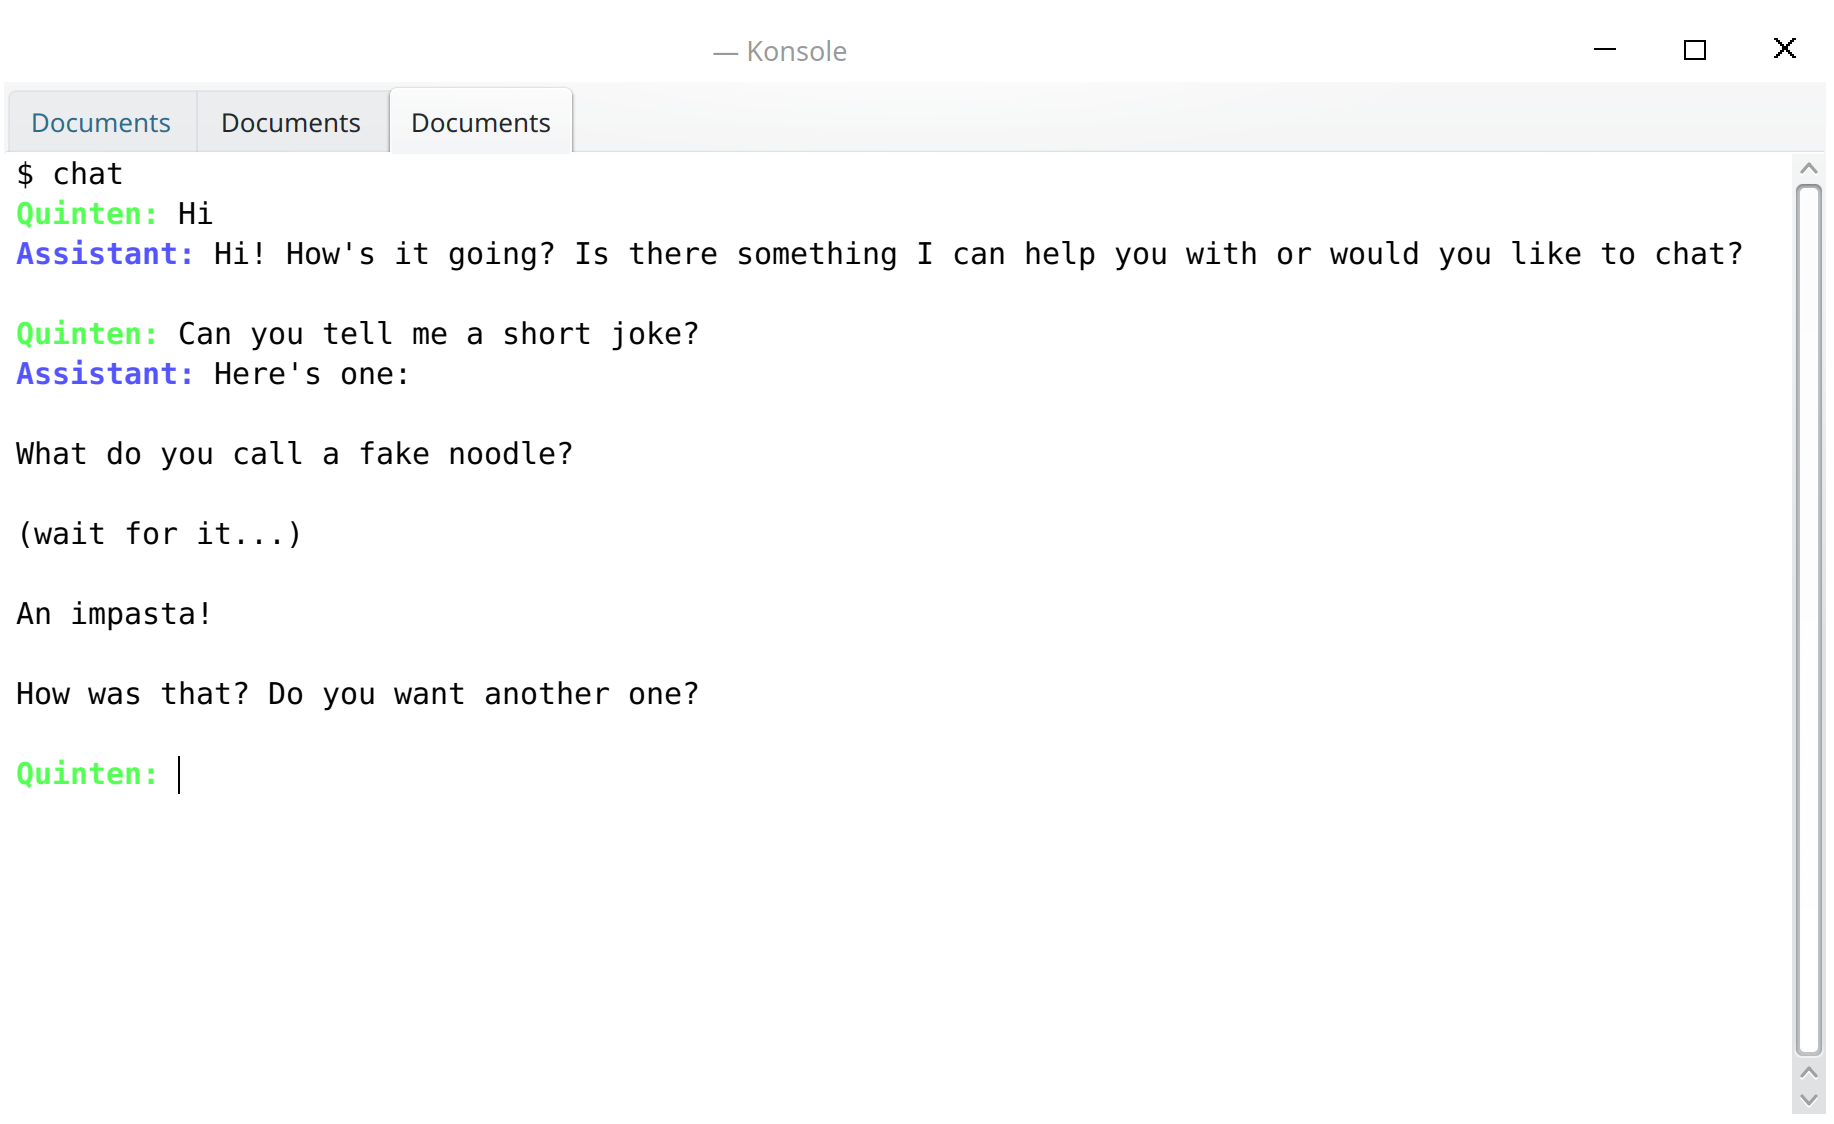 — Konsole
Documents Documents Documents
$ chat
Quinten: Hi
Assistant: Hi! How's it going? Is there something I can help you with or would you like to chat?
Quinten: Can you tell me a short joke?
Assistant: Here's one:
What do you call a fake noodle?
(wait for it...)
An impasta!
How was that? Do you want another one?
Quinten: